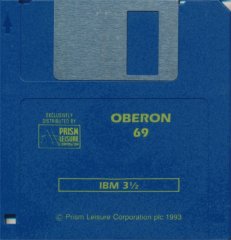 EXCLUSIVELY
DISTRIBUTED BY
PRISM
LEISURE
OBERON
69
IBM 3½
© Prism Leisure Corporation plc 1993